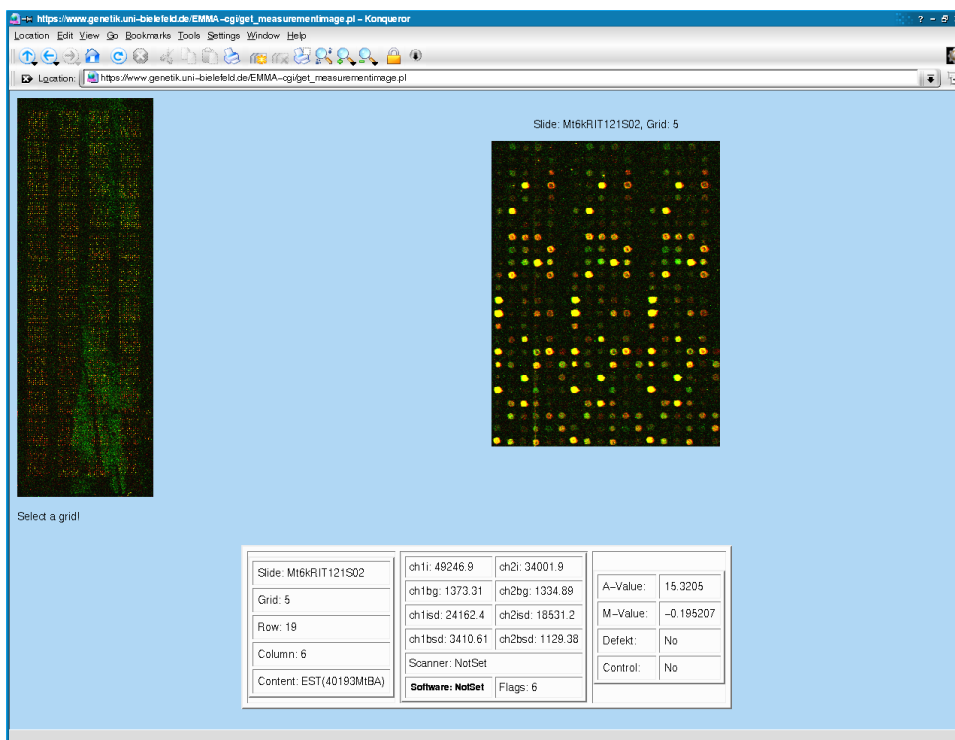 https://www.genetik.uni-bielefeld.de/EMMA-cgi/get_measurementimage.pl - Konqueror
Location Edit View Go Bookmarks Tools Settings Window Help
Location: https://www.genetik.uni-bielefeld.de/EMMA-cgi/get_measurementimage.pl
Slide: Mt6kRIT121S02, Grid: 5
Select a grid!
Slide: Mt6kRIT121S02
Grid: 5
Row: 19
Column: 6
Content: EST(40193MtBA)
ch1i: 49246.9 ch2i: 34001.9
ch1bg: 1373.31 ch2bg: 1334.89
ch1isd: 24162.4 ch2isd: 18531.2
ch1bsd: 3410.61 ch2bsd: 1129.38
Scanner: NotSet
Software: NotSet Flags: 6
A-Value: 15.3205
M-Value: -0.195207
Defekt: No
Control: No